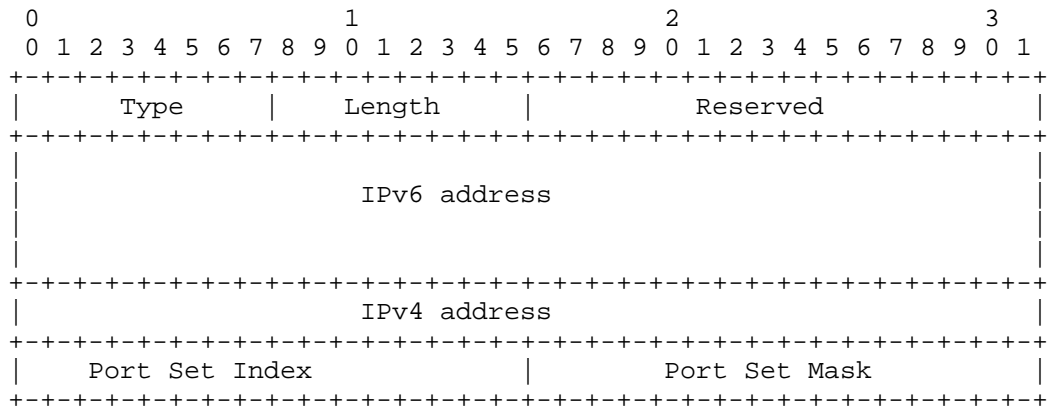 0                   1                   2                   3
 0 1 2 3 4 5 6 7 8 9 0 1 2 3 4 5 6 7 8 9 0 1 2 3 4 5 6 7 8 9 0 1
+-+-+-+-+-+-+-+-+-+-+-+-+-+-+-+-+-+-+-+-+-+-+-+-+-+-+-+-+-+-+-+-+
|      Type     |    Length     |          Reserved             |
+-+-+-+-+-+-+-+-+-+-+-+-+-+-+-+-+-+-+-+-+-+-+-+-+-+-+-+-+-+-+-+-+
|                                                               |
|                     IPv6 address                              |
|                                                               |
|                                                               |
+-+-+-+-+-+-+-+-+-+-+-+-+-+-+-+-+-+-+-+-+-+-+-+-+-+-+-+-+-+-+-+-+
|                     IPv4 address                              |
+-+-+-+-+-+-+-+-+-+-+-+-+-+-+-+-+-+-+-+-+-+-+-+-+-+-+-+-+-+-+-+-+
|    Port Set Index             |        Port Set Mask          |
+-+-+-+-+-+-+-+-+-+-+-+-+-+-+-+-+-+-+-+-+-+-+-+-+-+-+-+-+-+-+-+-+